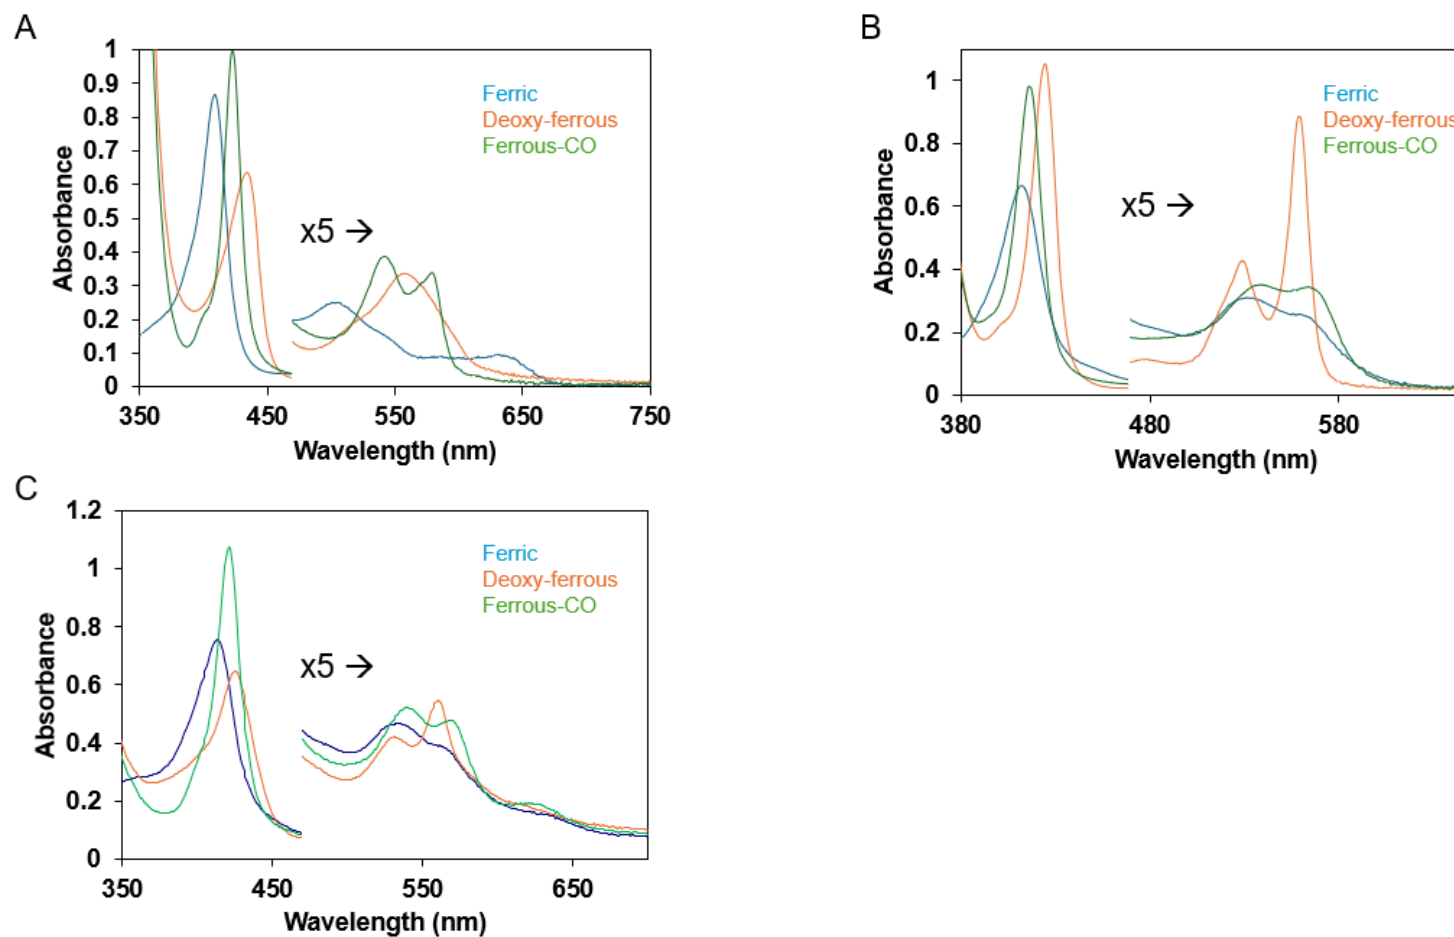 A
1
0.9
0.8
0.7
0.6
0.5
0.4
0.3
0.2
0.1
0
Absorbance
Ferric
Deoxy-ferrous
Ferrous-CO
x5 →
350 450 550 650 750
Wavelength (nm)
B
1
0.8
0.6
0.4
0.2
0
Absorbance
Ferric
Deoxy-ferrous
Ferrous-CO
x5 →
380 480 580
Wavelength (nm)
C
1.2
1
0.8
0.6
0.4
0.2
0
Absorbance
Ferric
Deoxy-ferrous
Ferrous-CO
x5 →
350 450 550 650
Wavelength (nm)